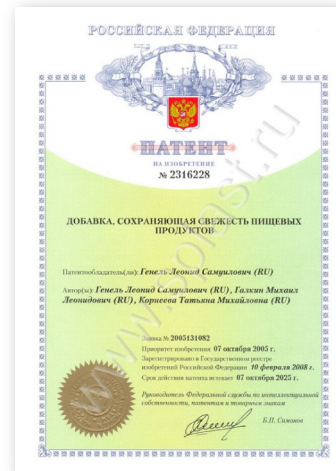 РОССИЙСКАЯ ФЕДЕРАЦИЯ
ПАТЕНТ
НА ИЗОБРЕТЕНИЕ
№ 2316228
ДОБАВКА, СОХРАНЯЮЩАЯ СВЕЖЕСТЬ ПИЩЕВЫХ
ПРОДУКТОВ
Патентообладатель(ли): Генель Леонид Самуилович (RU)
Автор(ы): Генель Леонид Самуилович (RU), Галкин Михаил
Леонидович (RU), Корнеева Татьяна Михайловна (RU)
Заявка № 2005131082
Приоритет изобретения 07 октября 2005 г.
Зарегистрировано в Государственном реестре
изобретений Российской Федерации 10 февраля 2008 г.
Срок действия патента истекает 07 октября 2025 г.
Руководитель Федеральной службы по интеллектуальной
собственности, патентам и товарным знакам
Б.П. Симонов